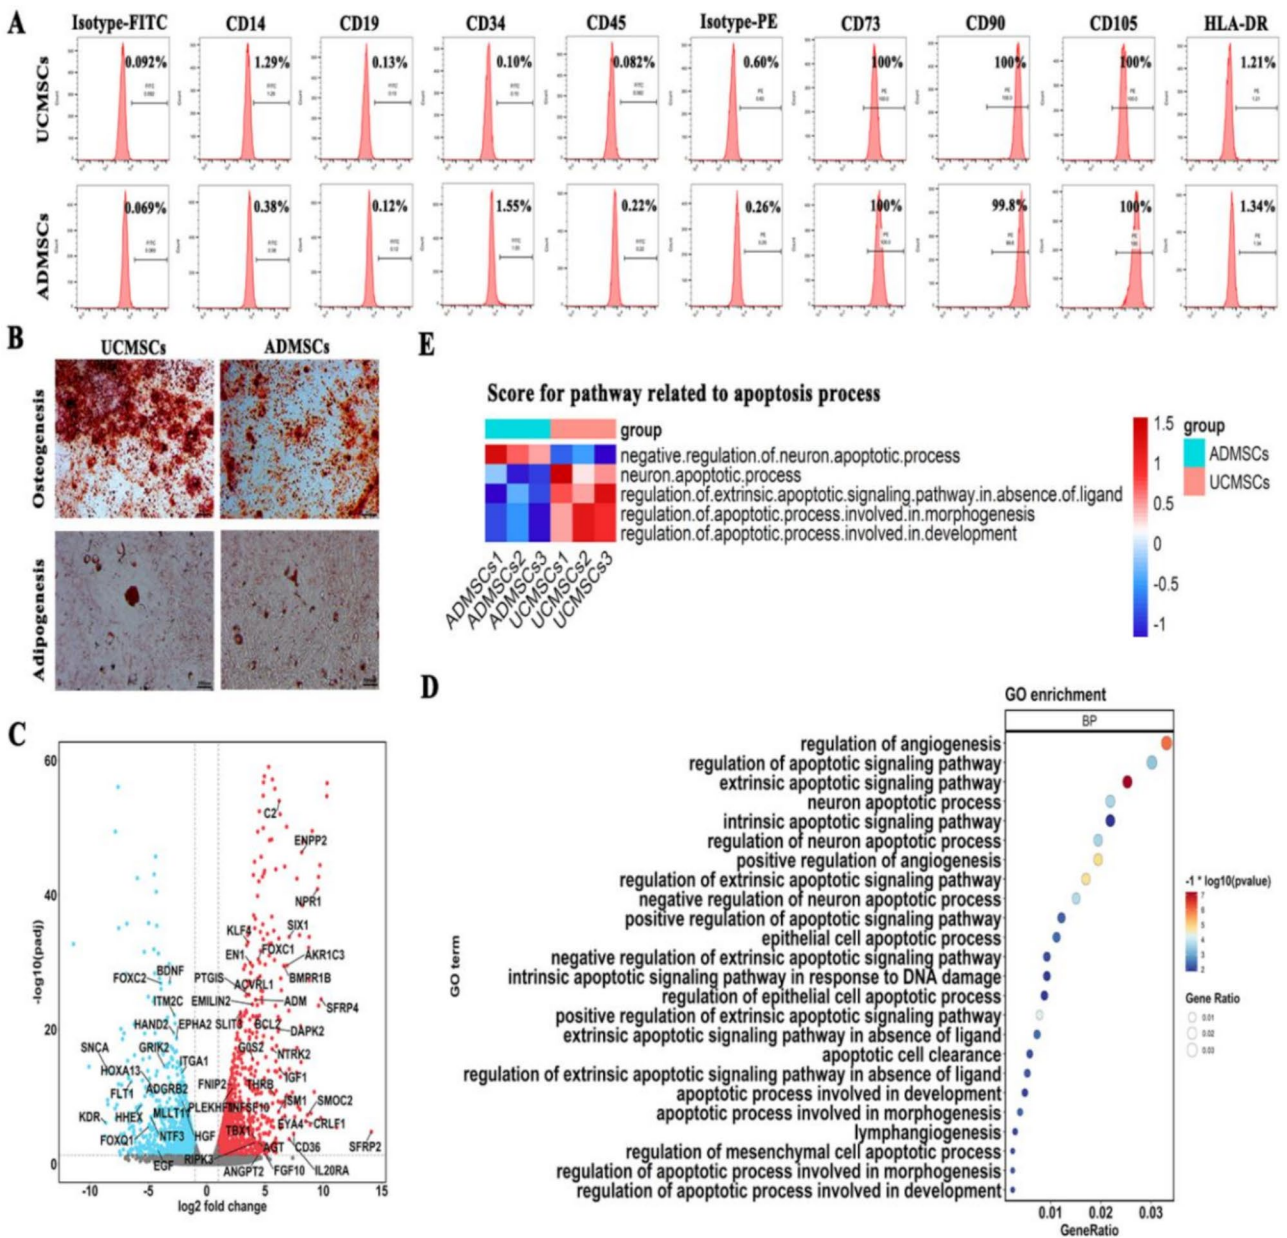 A
Isotype-FITC CD14 CD19 CD34 CD45 Isotype-PE CD73 CD90 CD105 HLA-DR
UCMSCs
0.092% 1.29% 0.13% 0.10% 0.082% 0.60% 100% 100% 100% 1.21%
ADMSCs
0.069% 0.38% 0.12% 1.55% 0.22% 0.26% 100% 99.8% 100% 1.34%
B
UCMSCs ADMSCs
Osteogenesis
Adipogenesis
E
Score for pathway related to apoptosis process
group
negative.regulation.of.neuron.apoptotic.process
neuron.apoptotic.process
regulation.of.extrinsic.apoptotic.signaling.pathway.in.absence.of.ligand
regulation.of.apoptotic.process.involved.in.morphogenesis
regulation.of.apoptotic.process.involved.in.development
ADMSCs1 ADMSCs2 ADMSCs3 UCMSCs1 UCMSCs2 UCMSCs3
1.5
1
0.5
0
-0.5
-1
group
ADMSCs
UCMSCs
C
60
40
20
0
-log10(padj)
C2
ENPP2
NPR1
KLF4 SIX1
EN1 FOXC1 AKR1C3
FOXC2 BDNF PTGIS ACVRL1 BMPR1B
ITM2C EMILIN2 ADM SFRP4
HAND2 EPHA2 SLIT3 BCL2 DAPK2
SNCA GRIK2 G0S2 NTRK2
HOXA13 ITGA1 IGF1
FLT1 ADGRB2 FNIP2 THRB
ISM1 SMOC2
KDR HHEX MLLT11 EYA4 CRLF1
FOXQ1 NTF3 HGF TBX1 SFRP2
AGT CD36
EGF RIPK3 ANGPT2 FGF10 IL20RA
-10 -5 0 5 10 15
log2 fold change
D
GO enrichment
BP
GO term
regulation of angiogenesis
regulation of apoptotic signaling pathway
extrinsic apoptotic signaling pathway
neuron apoptotic process
intrinsic apoptotic signaling pathway
regulation of neuron apoptotic process
positive regulation of angiogenesis
regulation of extrinsic apoptotic signaling pathway
negative regulation of neuron apoptotic process
positive regulation of apoptotic signaling pathway
epithelial cell apoptotic process
negative regulation of extrinsic apoptotic signaling pathway
intrinsic apoptotic signaling pathway in response to DNA damage
regulation of epithelial cell apoptotic process
positive regulation of extrinsic apoptotic signaling pathway
extrinsic apoptotic signaling pathway in absence of ligand
apoptotic cell clearance
regulation of extrinsic apoptotic signaling pathway in absence of ligand
apoptotic process involved in development
apoptotic process involved in morphogenesis
lymphangiogenesis
regulation of mesenchymal cell apoptotic process
regulation of apoptotic process involved in morphogenesis
regulation of apoptotic process involved in development
0.01 0.02 0.03
GeneRatio
-1 * log10(pvalue)
7
6
5
4
3
2
Gene Ratio
0.01
0.02
0.03